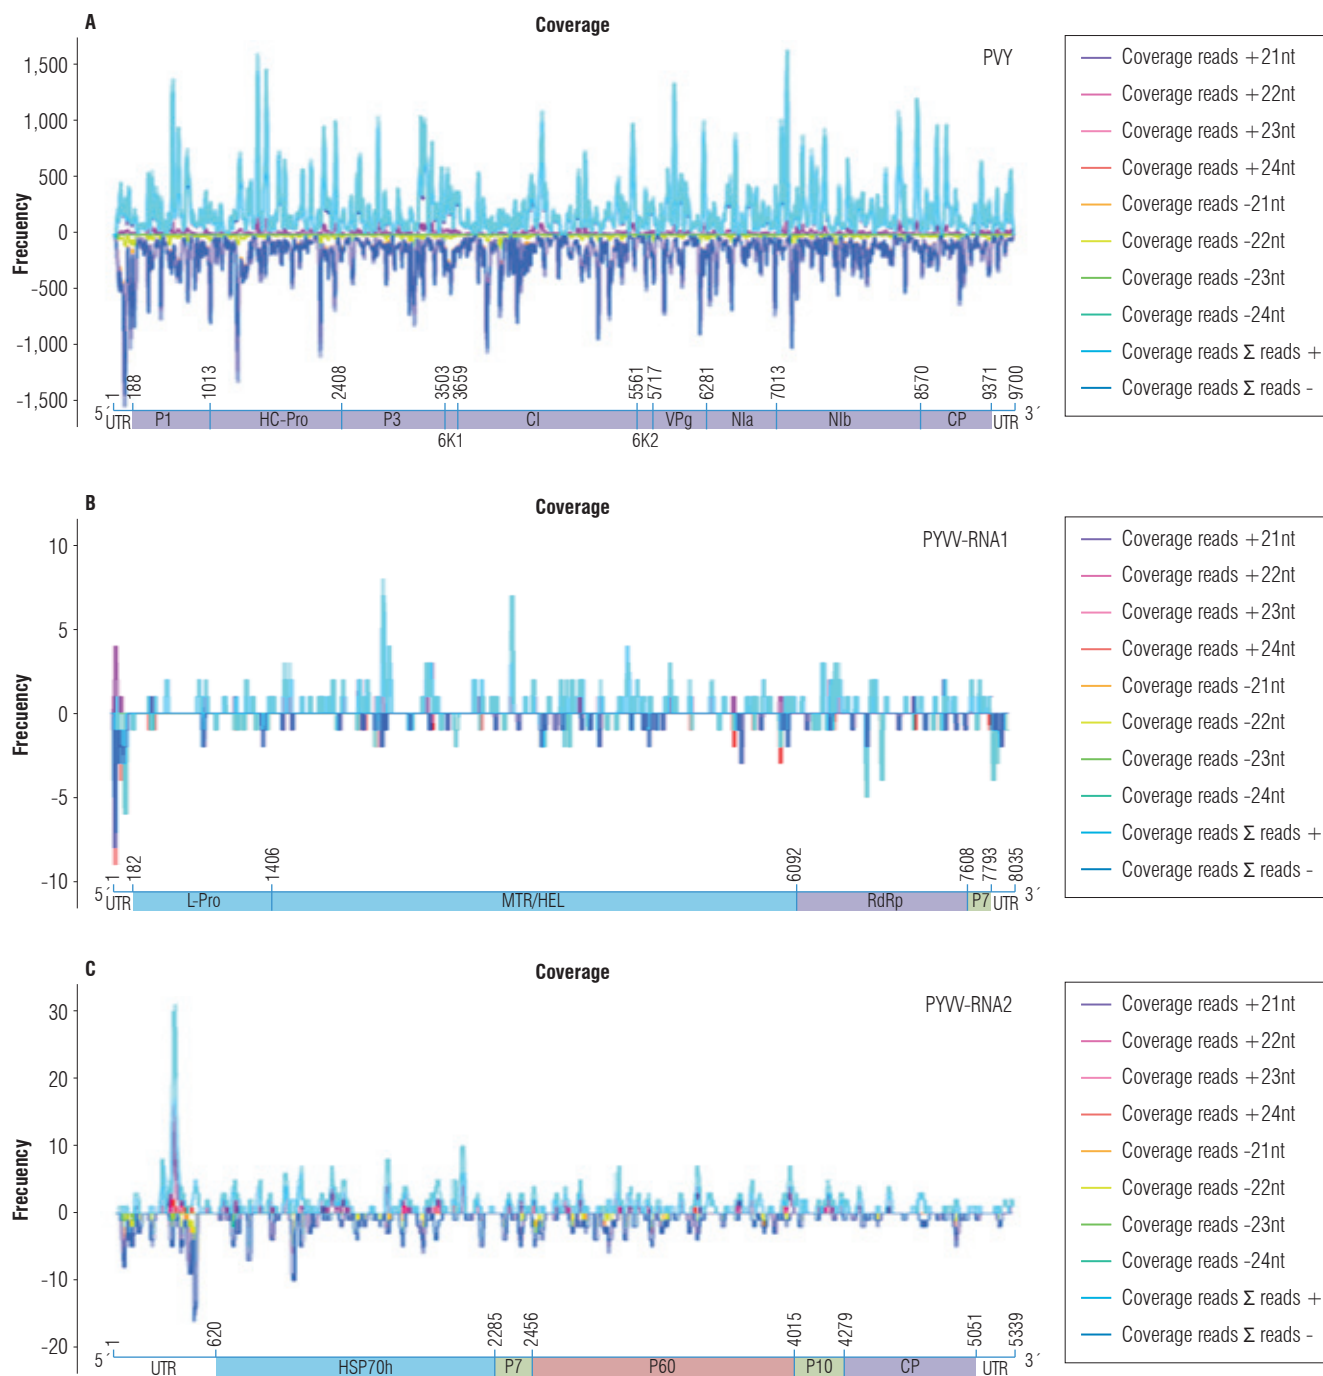 A
Coverage
PVY
Frecuency
1,500
1,000
500
0
-500
-1,000
-1,500
1
188
1013
2408
3503
3659
5561
5717
6281
7013
8570
9371
9700
5´
UTR
P1
HC-Pro
P3
6K1
CI
6K2
VPg
NIa
NIb
CP
UTR
3´
Coverage reads +21nt
Coverage reads +22nt
Coverage reads +23nt
Coverage reads +24nt
Coverage reads -21nt
Coverage reads -22nt
Coverage reads -23nt
Coverage reads -24nt
Coverage reads Σ reads +
Coverage reads Σ reads -
B
Coverage
PYVV-RNA1
Frecuency
10
5
0
-5
-10
1
182
1406
6092
7608
7793
8035
5´
UTR
L-Pro
MTR/HEL
RdRp
P7
UTR
3´
Coverage reads +21nt
Coverage reads +22nt
Coverage reads +23nt
Coverage reads +24nt
Coverage reads -21nt
Coverage reads -22nt
Coverage reads -23nt
Coverage reads -24nt
Coverage reads Σ reads +
Coverage reads Σ reads -
C
Coverage
PYVV-RNA2
Frecuency
30
20
10
0
-10
-20
1
620
2285
2456
4015
4279
5051
5339
5´
UTR
HSP70h
P7
P60
P10
CP
UTR
3´
Coverage reads +21nt
Coverage reads +22nt
Coverage reads +23nt
Coverage reads +24nt
Coverage reads -21nt
Coverage reads -22nt
Coverage reads -23nt
Coverage reads -24nt
Coverage reads Σ reads +
Coverage reads Σ reads -